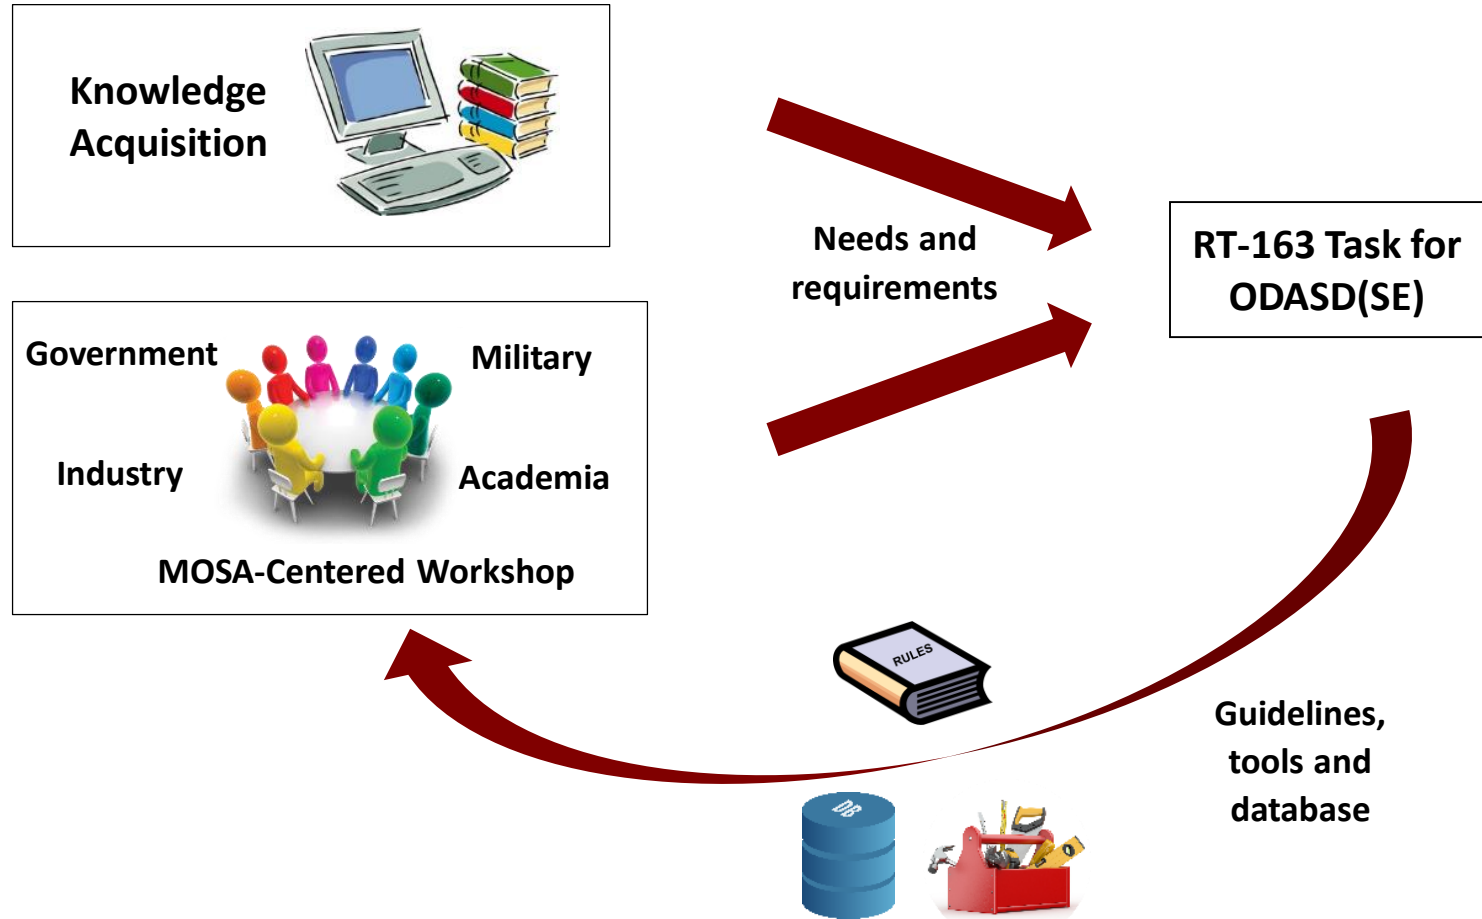 Knowledge
Acquisition
Needs and
requirements
RT-163 Task for
ODASD(SE)
Government
Military
Industry
Academia
MOSA-Centered Workshop
RULES
Guidelines,
tools and
database
DB